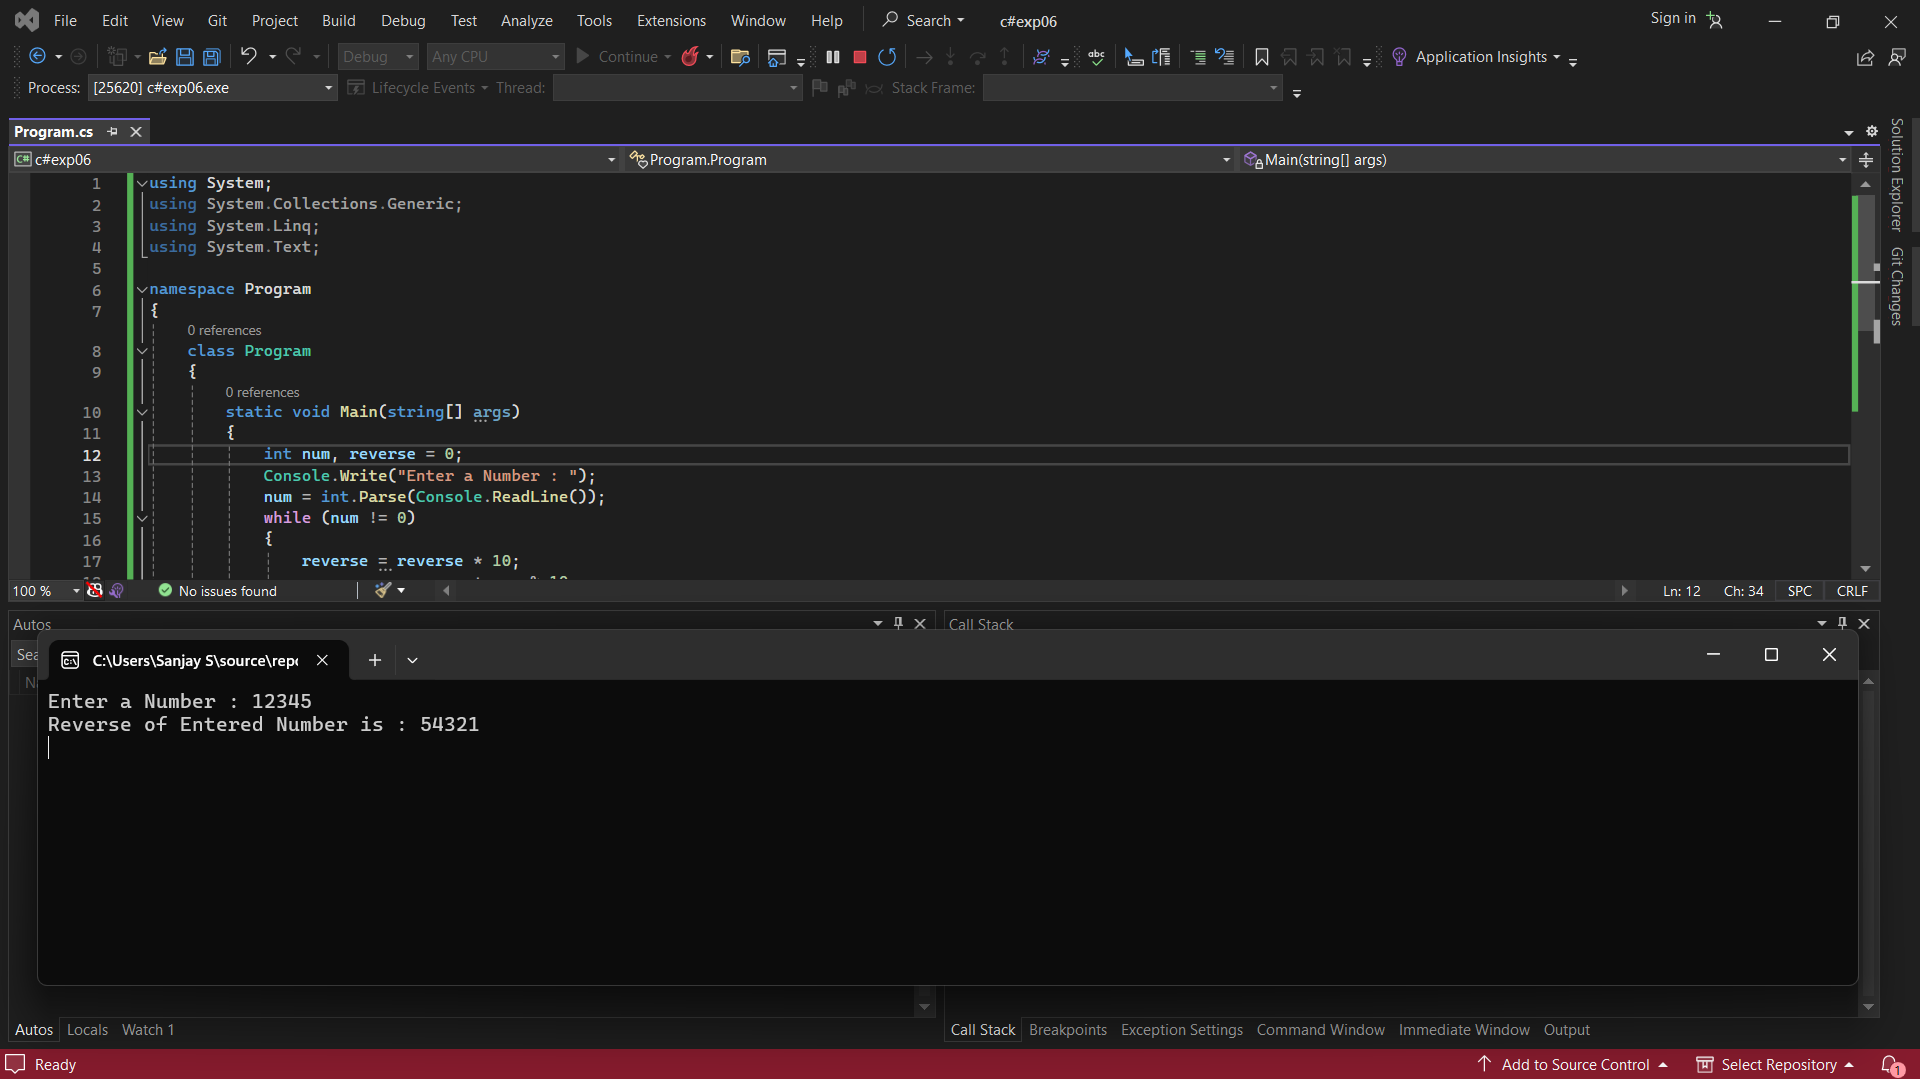 File Edit View Git Project Build Debug Test Analyze Tools Extensions Window Help Search c#exp06 Sign in
Debug Any CPU Continue Application Insights
Process: [25620] c#exp06.exe Lifecycle Events Thread: Stack Frame:
Program.cs
c#exp06 Program.Program Main(string[] args)
1 using System;
2 using System.Collections.Generic;
3 using System.Linq;
4 using System.Text;
5
6 namespace Program
7 {
0 references
8 class Program
9 {
0 references
10 static void Main(string[] args)
11 {
12 int num, reverse = 0;
13 Console.Write("Enter a Number : ");
14 num = int.Parse(Console.ReadLine());
15 while (num != 0)
16 {
17 reverse = reverse * 10;
100 % No issues found Ln: 12 Ch: 34 SPC CRLF
Solution Explorer
Git Changes
Autos Call Stack
C:\Users\Sanjay S\source\repo
Enter a Number : 12345
Reverse of Entered Number is : 54321
Autos Locals Watch 1 Call Stack Breakpoints Exception Settings Command Window Immediate Window Output
Ready Add to Source Control Select Repository 1